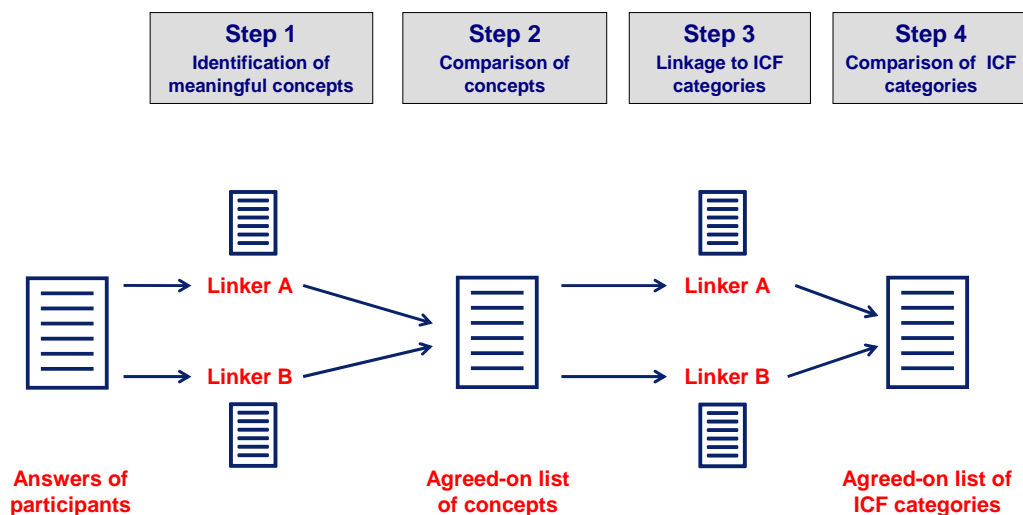 Step 1
Identification of
meaningful concepts
Step 2
Comparison of
concepts
Step 3
Linkage to ICF
categories
Step 4
Comparison of ICF
categories
Linker A
Linker A
Linker B
Linker B
Answers of
participants
Agreed-on list
of concepts
Agreed-on list of
ICF categories